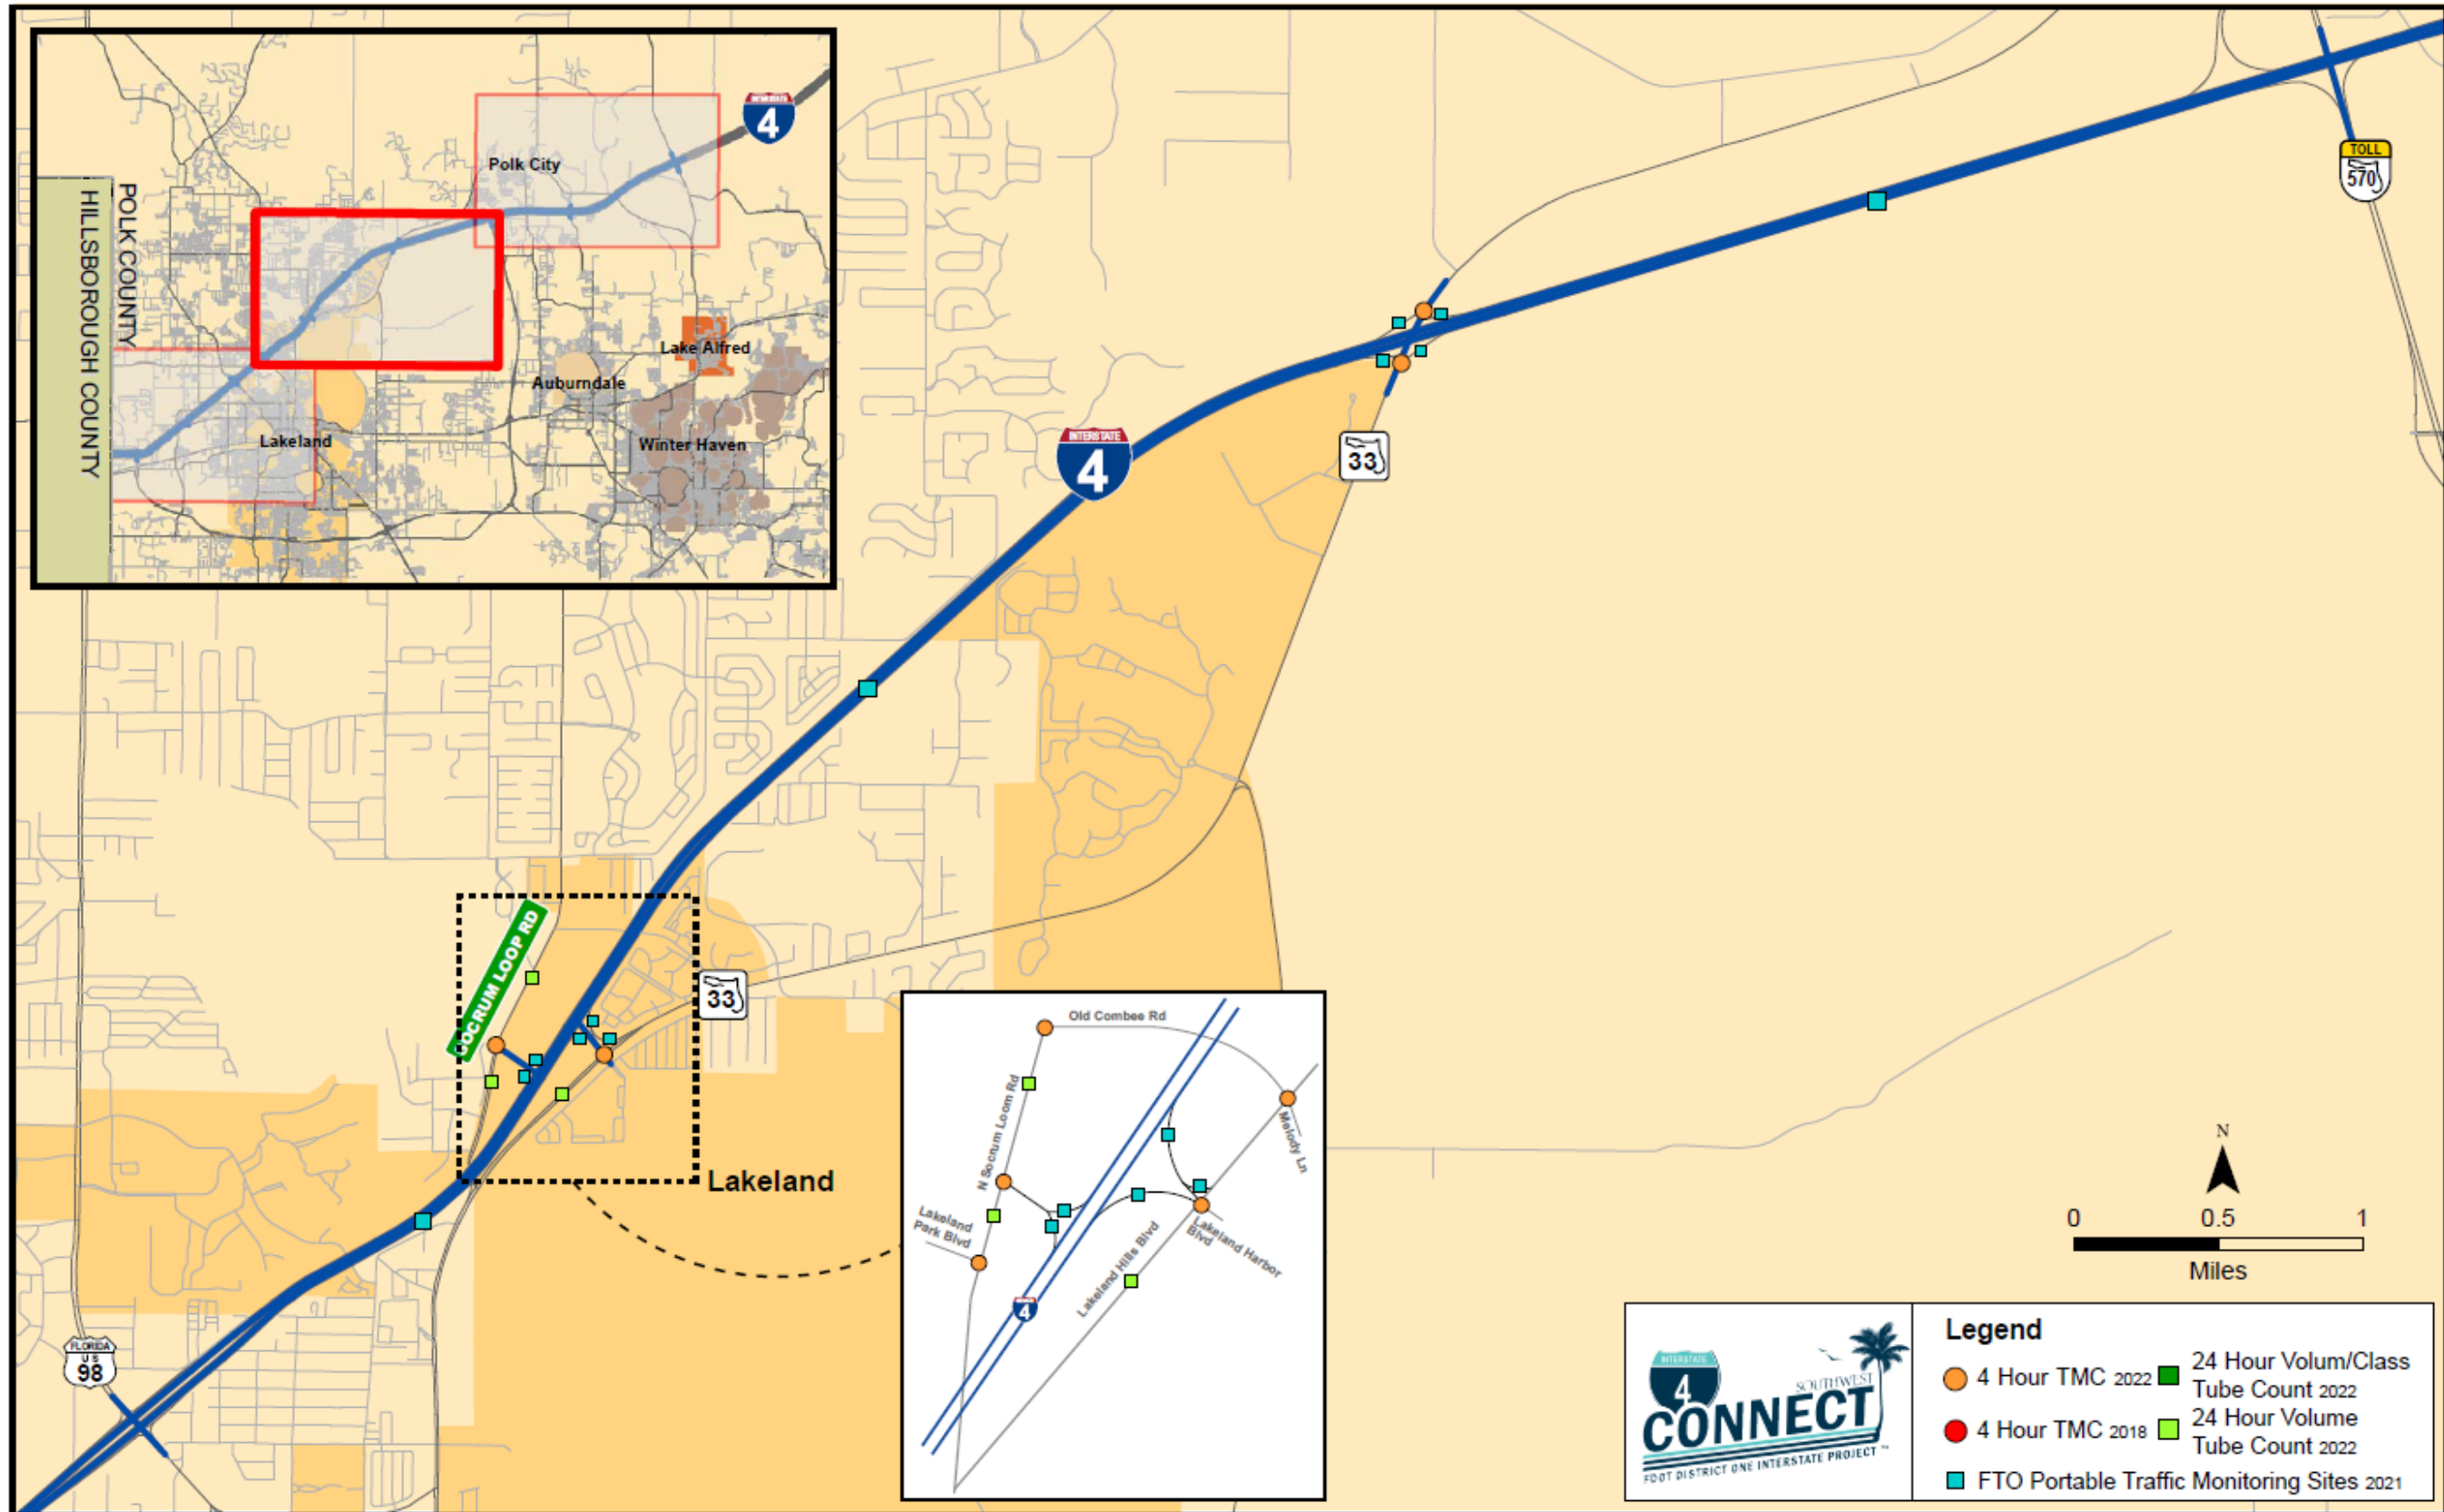 INTERSTATE
4
Polk City
POLK COUNTY
HILLSBOROUGH COUNTY
Lake Alfred
Auburndale
Winter Haven
Lakeland
TOLL
570
INTERSTATE
4
33
OCRUM LOOP RD
33
Lakeland
FLORIDA
US
98
Old Combee Rd
N Socrum Loom Rd
Melody Ln
Lakeland
Park Blvd
Lakeland Hills Blvd
Lakeland Harbor
Blvd
4
N
0 0.5 1
Miles
INTERSTATE
4
SOUTHWEST
CONNECT
FDOT DISTRICT ONE INTERSTATE PROJECT
Legend
4 Hour TMC 2022
24 Hour Volum/Class
Tube Count 2022
4 Hour TMC 2018
24 Hour Volume
Tube Count 2022
FTO Portable Traffic Monitoring Sites 2021